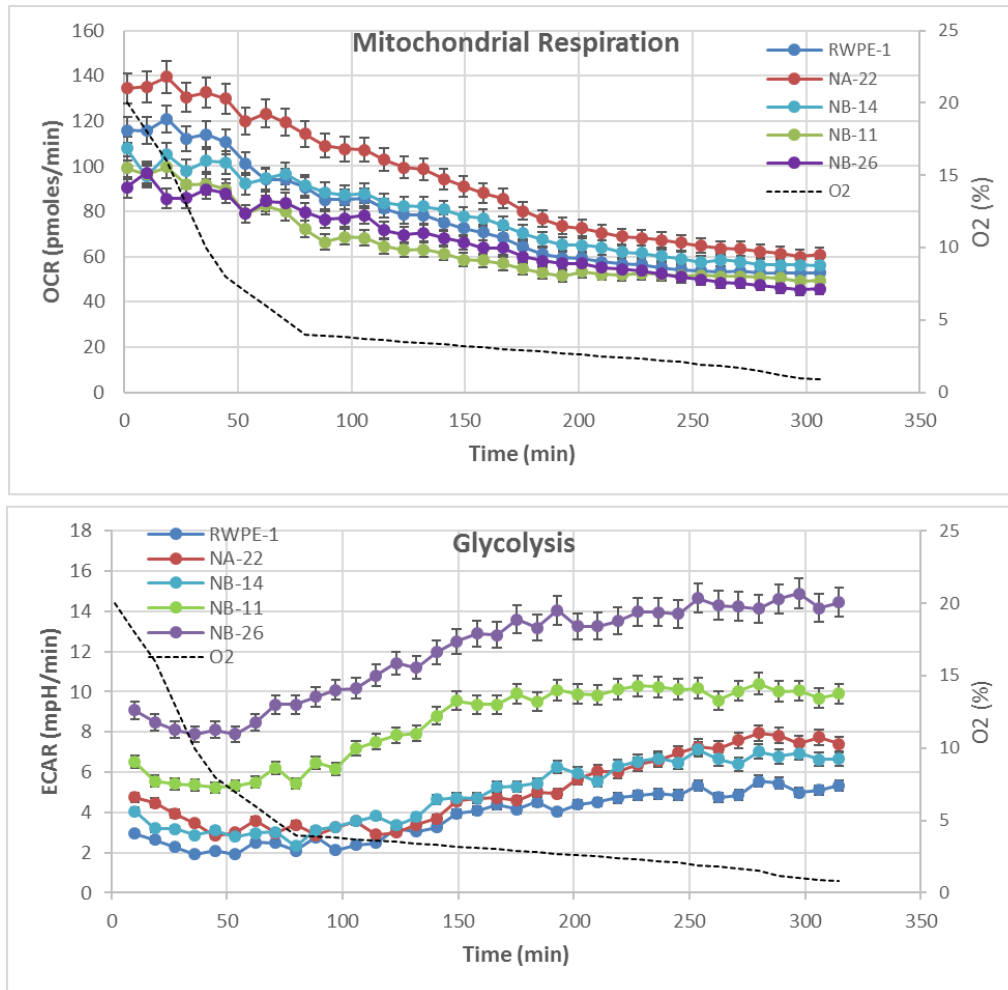 Mitochondrial Respiration
OCR (pmoles/min)
160
140
120
100
80
60
40
20
0
0 50 100 150 200 250 300 350
Time (min)
25
20
15
10
5
0
O2 (%)
RWPE-1
NA-22
NB-14
NB-11
NB-26
O2
Glycolysis
ECAR (mpH/min)
18
16
14
12
10
8
6
4
2
0
0 50 100 150 200 250 300 350
Time (min)
25
20
15
10
5
0
O2 (%)
RWPE-1
NA-22
NB-14
NB-11
NB-26
O2